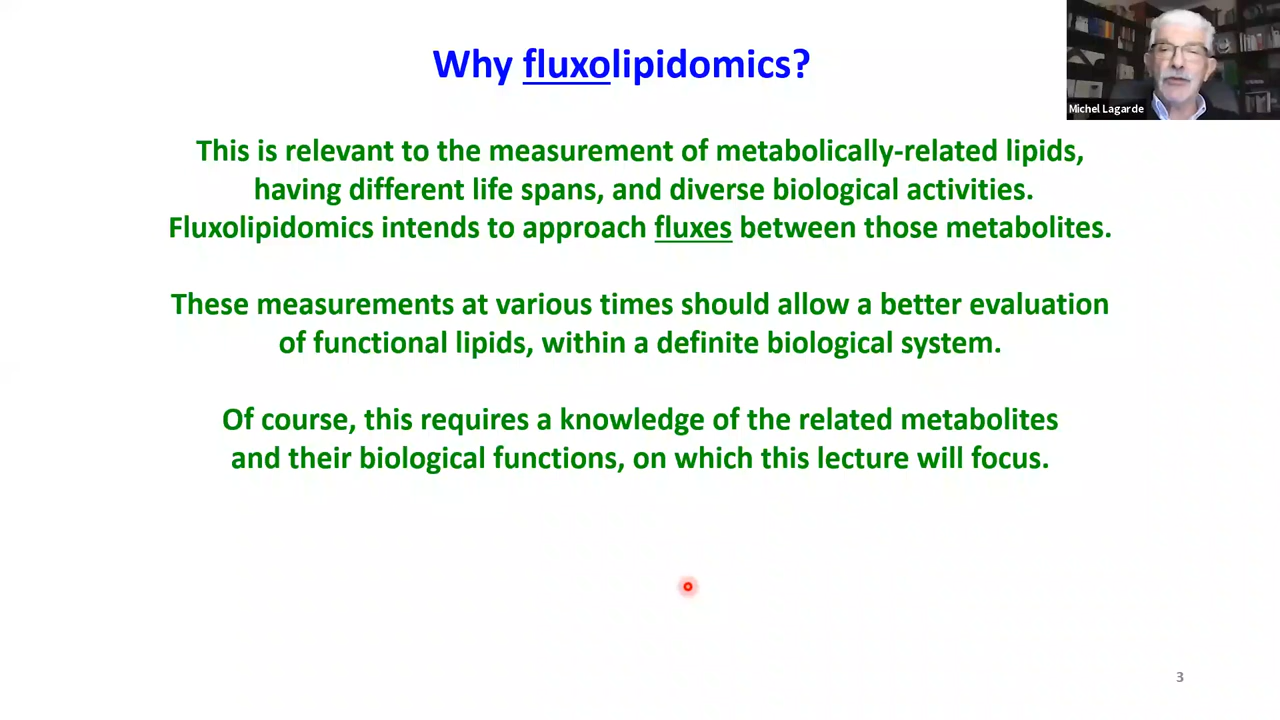 Why fluxolipidomics?
Michel Lagarde
This is relevant to the measurement of metabolically-related lipids,
having different life spans, and diverse biological activities.
Fluxolipidomics intends to approach fluxes between those metabolites.
These measurements at various times should allow a better evaluation
of functional lipids, within a definite biological system.
Of course, this requires a knowledge of the related metabolites
and their biological functions, on which this lecture will focus.
3